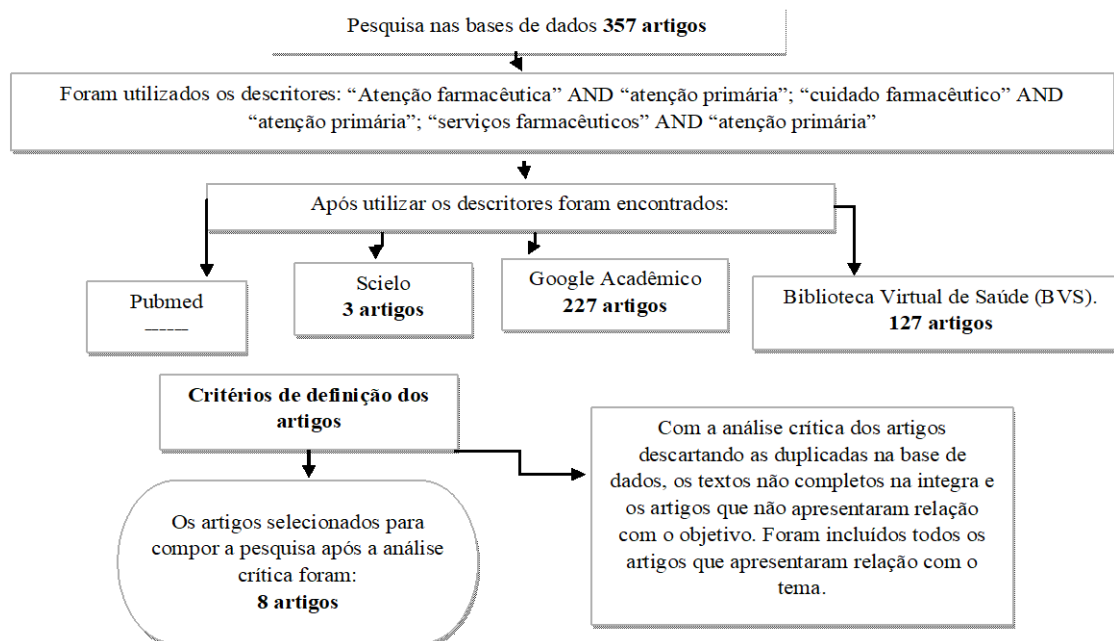 Pesquisa nas bases de dados 357 artigos
Foram utilizados os descritores: “Atenção farmacêutica” AND “atenção primária”; “cuidado farmacêutico” AND
“atenção primária”; “serviços farmacêuticos” AND “atenção primária”
Após utilizar os descritores foram encontrados:
Pubmed
------
Scielo
3 artigos
Google Acadêmico
227 artigos
Biblioteca Virtual de Saúde (BVS).
127 artigos
Critérios de definição dos
artigos
Com a análise crítica dos artigos
descartando as duplicadas na base de
dados, os textos não completos na integra e
os artigos que não apresentaram relação
com o objetivo. Foram incluídos todos os
artigos que apresentaram relação com o
tema.
Os artigos selecionados para
compor a pesquisa após a análise
crítica foram:
8 artigos